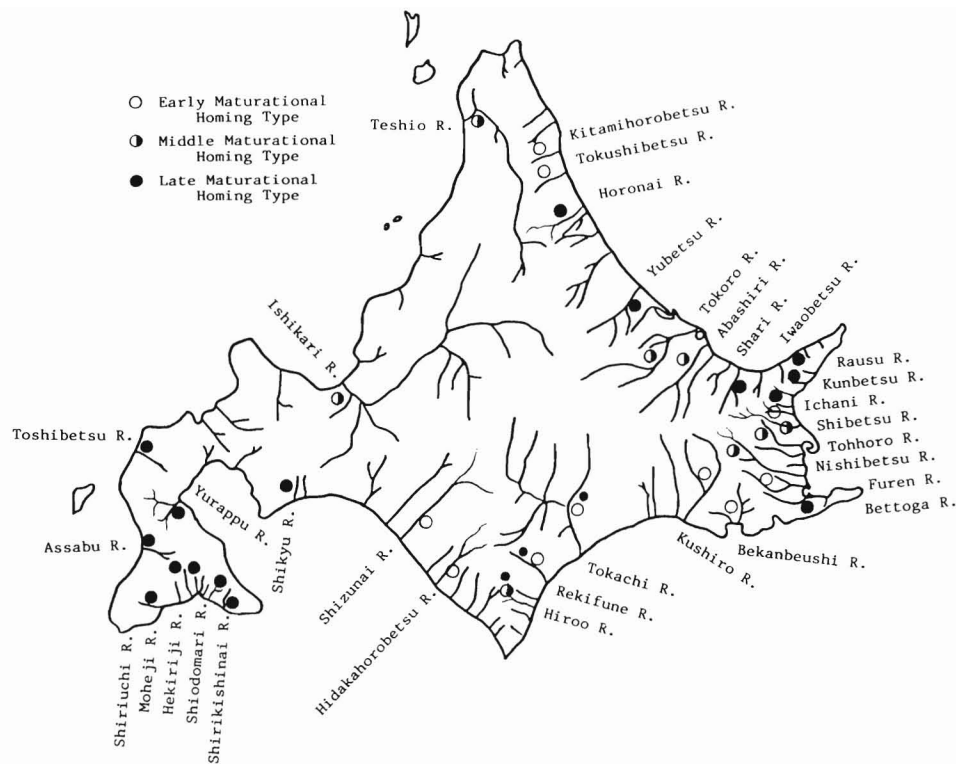 Early Maturational
Homing Type
Middle Maturational
Homing Type
Late Maturational
Homing Type
Teshio R.
Kitamihorobetsu R.
Tokushibetsu R.
Horonai R.
Yubetsu R.
Tokoro R.
Abashiri R.
Shari R.
Iwaobetsu R.
Rausu R.
Kunbetsu R.
Ichani R.
Shibetsu R.
Tohhoro R.
Nishibetsu R.
Furen R.
Bettoga R.
Ishikari R.
Toshibetsu R.
Yurappu R.
Assabu R.
Shikyu R.
Shizunai R.
Hidakahorobetsu R.
Tokachi R.
Rekifune R.
Hiroo R.
Kushiro R.
Bekanbeushi R.
Shiriuchi R.
Moheji R.
Hekiriji R.
Shiodomari R.
Shirikishinai R.